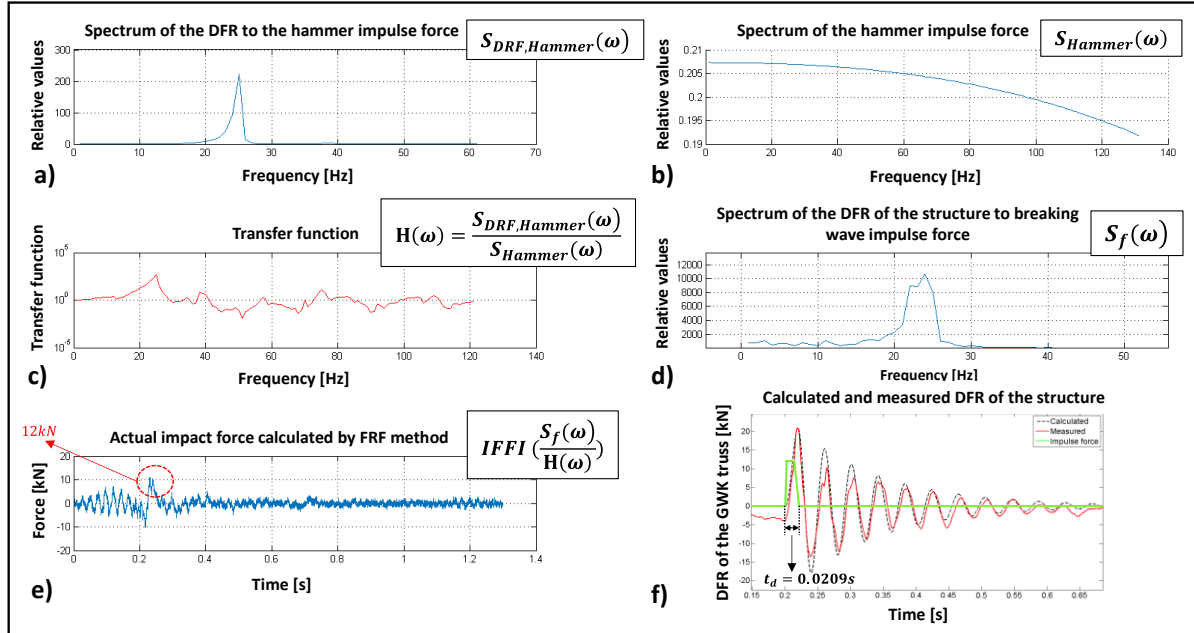 Spectrum of the DFR to the hammer impulse force
S_{DRF,Hammer}(ω)
Relative values
300
200
100
0
0 10 20 30 40 50 60 70
Frequency [Hz]
a)
Spectrum of the hammer impulse force
S_{Hammer}(ω)
Relative values
0.21
0.205
0.2
0.195
0.19
0 20 40 60 80 100 120 140
Frequency [Hz]
b)
Transfer function
H(ω) = S_{DRF,Hammer}(ω) / S_{Hammer}(ω)
Transfer function
10^5
10^0
10^-6
0 20 40 60 80 100 120 140
Frequency [Hz]
c)
Spectrum of the DFR of the structure to breaking
wave impulse force
S_f(ω)
Relative values
12000
10000
8000
6000
4000
2000
0 10 20 30 40 50
Frequency [Hz]
d)
12kN
Actual impact force calculated by FRF method
IFFI (S_f(ω) / H(ω))
Force [kN]
20
10
0
-10
-20
0 0.2 0.4 0.6 0.8 1 1.2 1.4
Time [s]
e)
Calculated and measured DFR of the structure
DFR of the GWK truss [kN]
Calculated
Measured
Impulse force
20
15
10
5
0
-5
-10
-15
-20
t_d = 0.0209s
0.15 0.2 0.25 0.3 0.35 0.4 0.45 0.5 0.55 0.6 0.65
Time [s]
f)